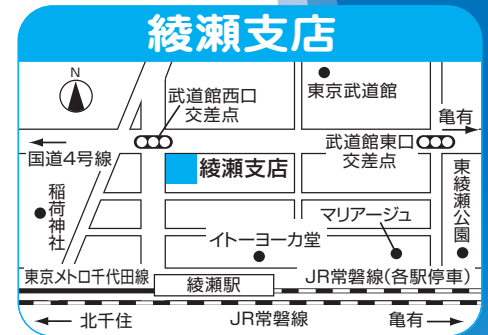 綾瀬支店
N
武道館西口
交差点
東京武道館
亀有
国道4号線
武道館東口
交差点
綾瀬支店
稲荷神社
東綾瀬公園
マリアージュ
イトーヨーカ堂
東京メトロ千代田線
綾瀬駅
JR常磐線(各駅停車)
北千住
JR常磐線
亀有